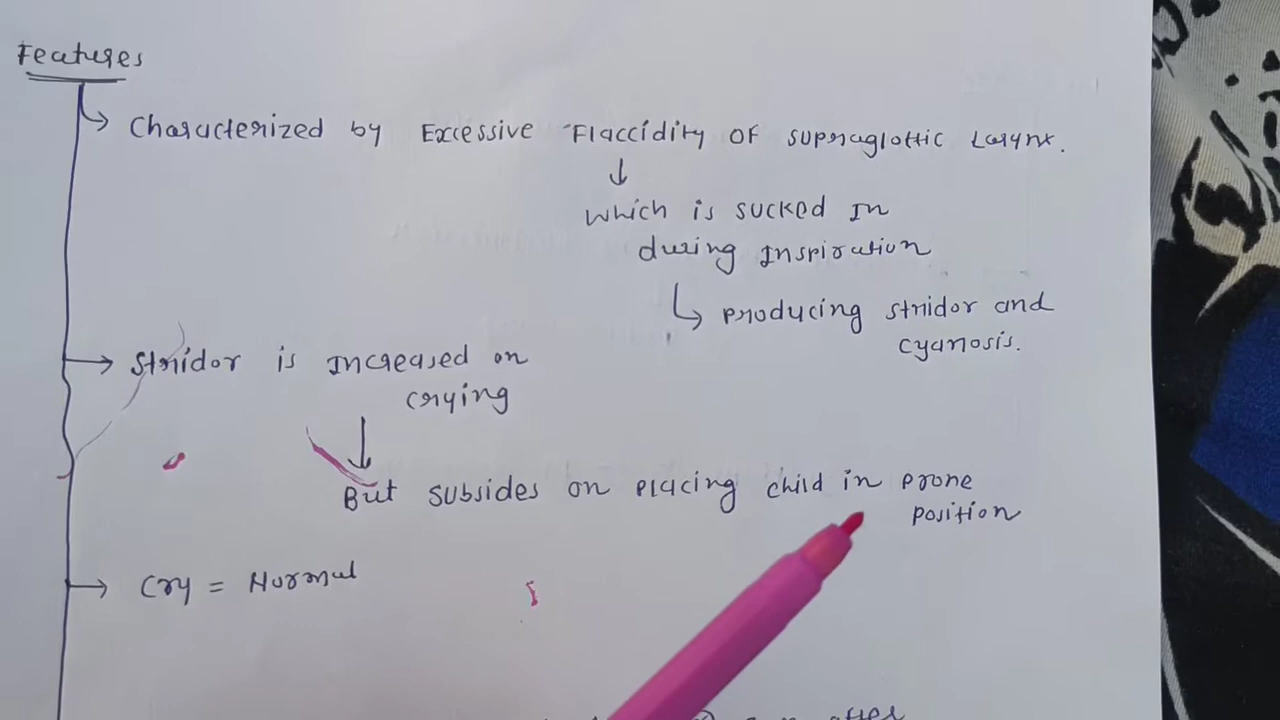 Features
Characterized by Excessive Flaccidity OF supraglottic Larynx.
Which is sucked In
during Inspiration
Producing stridor and
cyanosis.
Stridor is Increased on
crying
But subsides on placing child in prone
position
Cry = Normal
after